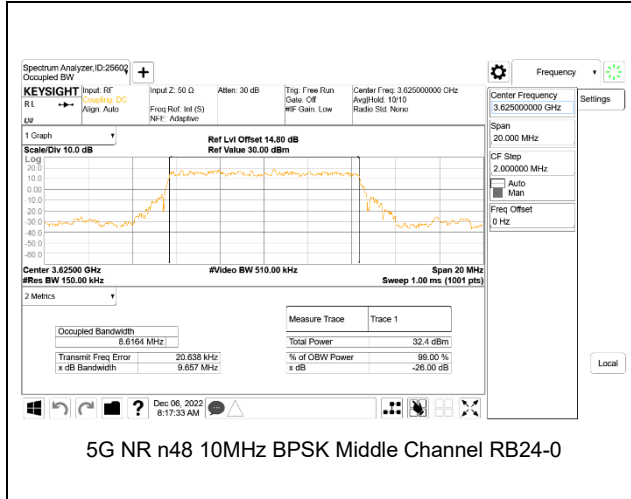 Spectrum Analyzer, ID:25602
Occupied BW
Frequency
KEYSIGHT
RL
Input: RF
Coupling: DC
Align: Auto
Input Z: 50 Ω
Freq Ref: Int (S)
NFE: Adaptive
Atten: 30 dB
Trig: Free Run
Gate: Off
#IF Gain: Low
Center Freq: 3.625000000 GHz
Avg|Hold: 10/10
Radio Std: None
Center Frequency
3.625000000 GHz
Settings
Span
20.000 MHz
CF Step
2.000000 MHz
Auto
Man
Freq Offset
0 Hz
1 Graph
Scale/Div 10.0 dB
Ref Lvl Offset 14.80 dB
Ref Value 30.00 dBm
Log
20.0
10.0
0.00
-10.0
-20.0
-30.0
-40.0
-50.0
-60.0
Center 3.62500 GHz
#Res BW 150.00 kHz
#Video BW 510.00 kHz
Span 20 MHz
Sweep 1.00 ms (1001 pts)
2 Metrics
Measure Trace Trace 1
Occupied Bandwidth
8.6164 MHz
Total Power 32.4 dBm
Transmit Freq Error 20.638 kHz
% of OBW Power 99.00 %
x dB Bandwidth 9.657 MHz
x dB -26.00 dB
Local
?
Dec 06, 2022
8:17:33 AM
5G NR n48 10MHz BPSK Middle Channel RB24-0